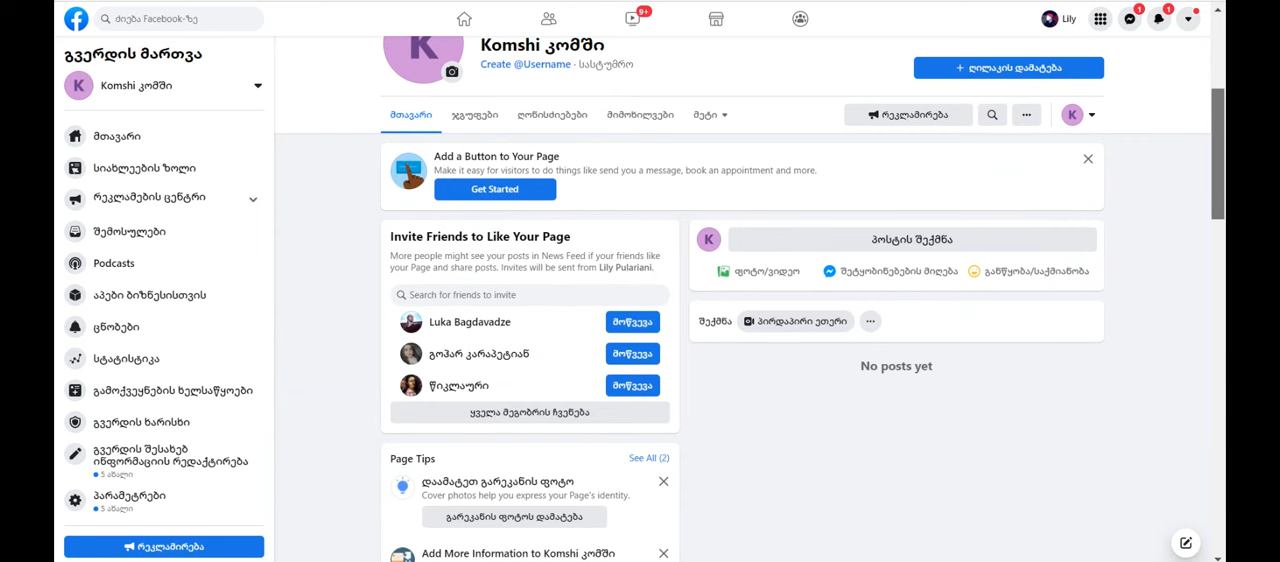 ძიება Facebook-ზე
9+
Lily
1
1
გვერდის მართვა
K
Komshi კომში
მთავარი
სიახლეების ზოლი
რეკლამების ცენტრი
შემოსულები
Podcasts
აპები ბიზნესისთვის
ცნობები
სტატისტიკა
გამოქვეყნების ხელსაწყოები
გვერდის ხარისხი
გვერდის შესახებ
ინფორმაციის რედაქტირება
5 ახალი
პარამეტრები
5 ახალი
რეკლამირება
K
Komshi კომში
Create @Username · სასტუმრო
+ ღილაკის დამატება
მთავარი
ჯგუფები
ღონისძიებები
მიმოხილვები
მეტი
რეკლამირება
K
Add a Button to Your Page
Make it easy for visitors to do things like send you a message, book an appointment and more.
Get Started
Invite Friends to Like Your Page
More people might see your posts in News Feed if your friends like
your Page and share posts. Invites will be sent from Lily Pulariani.
Search for friends to invite
Luka Bagdavadze
მოწვევა
გოჰარ კარაპეტიან
მოწვევა
წიკლაური
მოწვევა
ყველა მეგობრის ჩვენება
Page Tips
See All (2)
დაამატეთ გარეკანის ფოტო
Cover photos help you express your Page's identity.
გარეკანის ფოტოს დამატება
Add More Information to Komshi კომში
K
პოსტის შექმნა
ფოტო/ვიდეო
შეტყობინებების მიღება
განწყობა/საქმიანობა
შექმნა
პირდაპირი ეთერი
No posts yet